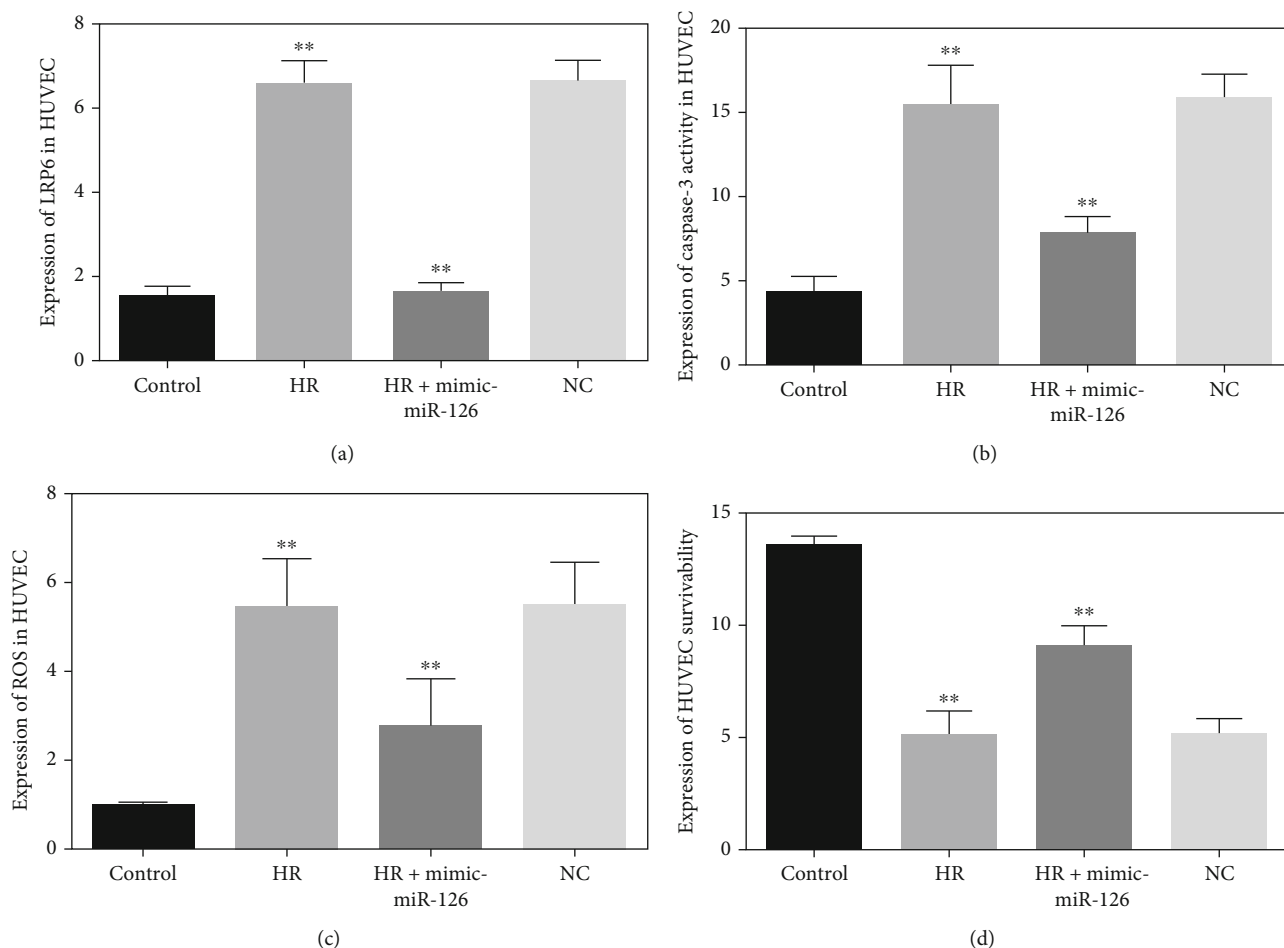 Expression of LRP6 in HUVEC
8
6
4
2
0
**
**
Control
HR
HR + mimic-
miR-126
NC
(a)
Expression of caspase-3 activity in HUVEC
20
15
10
5
0
**
**
Control
HR
HR + mimic-
miR-126
NC
(b)
Expression of ROS in HUVEC
8
6
4
2
0
**
**
Control
HR
HR + mimic-
miR-126
NC
(c)
Expression of HUVEC survivability
15
10
5
0
**
**
Control
HR
HR + mimic-
miR-126
NC
(d)